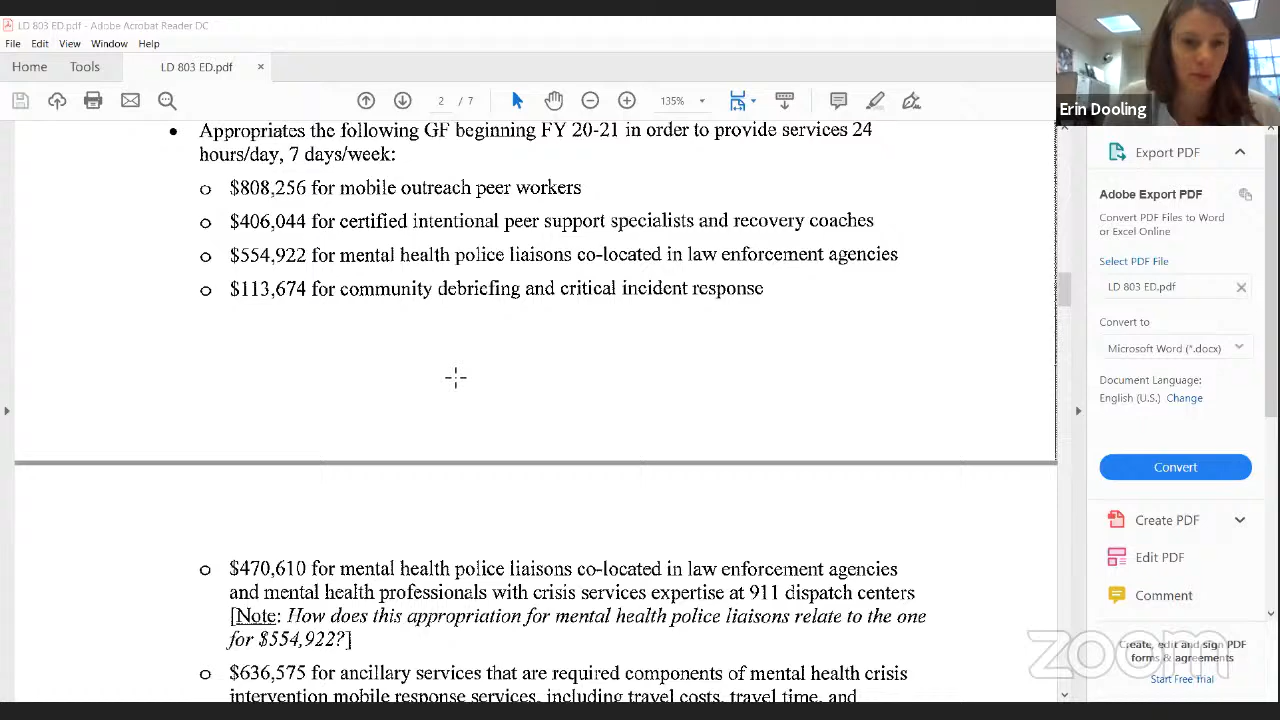 LD 803 ED.pdf - Adobe Acrobat Reader DC
File Edit View Window Help
Home Tools LD 803 ED.pdf ×
2 / 7 135%
Erin Dooling
• Appropriates the following GF beginning FY 20-21 in order to provide services 24
hours/day, 7 days/week:
o $808,256 for mobile outreach peer workers
o $406,044 for certified intentional peer support specialists and recovery coaches
o $554,922 for mental health police liaisons co-located in law enforcement agencies
o $113,674 for community debriefing and critical incident response
o $470,610 for mental health police liaisons co-located in law enforcement agencies
and mental health professionals with crisis services expertise at 911 dispatch centers
[Note: How does this appropriation for mental health police liaisons relate to the one
for $554,922?]
o $636,575 for ancillary services that are required components of mental health crisis
intervention mobile response services, including travel costs, travel time, and
Export PDF
Adobe Export PDF
Convert PDF Files to Word
or Excel Online
Select PDF File
LD 803 ED.pdf ×
Convert to
Microsoft Word (*.docx)
Document Language:
English (U.S.) Change
Convert
Create PDF
Edit PDF
Comment
Create, edit and sign PDF
forms & agreements
Start Free Trial
zoom